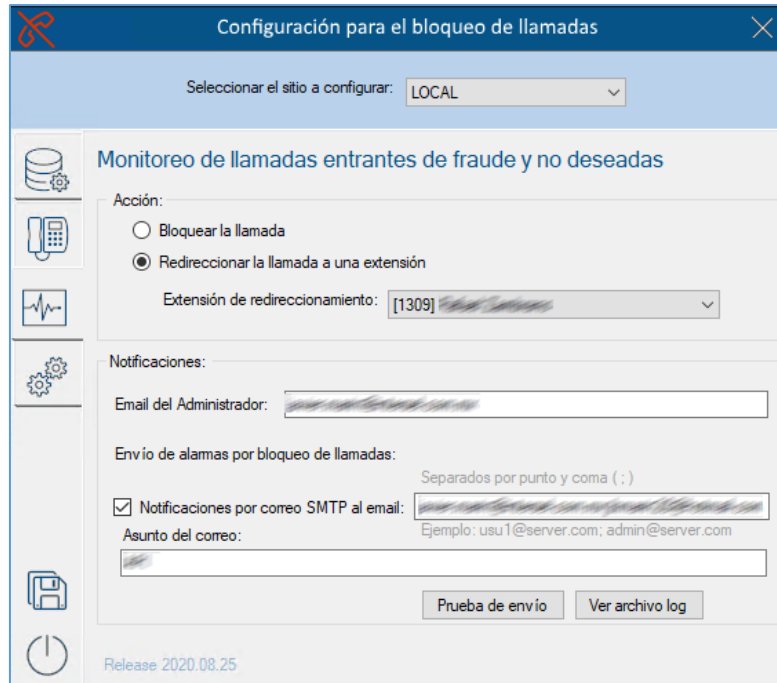 Configuración para el bloqueo de llamadas
Seleccionar el sitio a configurar: LOCAL
Monitoreo de llamadas entrantes de fraude y no deseadas
Acción:
Bloquear la llamada
Redireccionar la llamada a una extensión
Extensión de redireccionamiento: [1309]
Notificaciones:
Email del Administrador:
Envío de alarmas por bloqueo de llamadas:
Separados por punto y coma ( ; )
Notificaciones por correo SMTP al email:
Ejemplo: usu1@server.com; admin@server.com
Asunto del correo:
Prueba de envío Ver archivo log
Release 2020.08.25